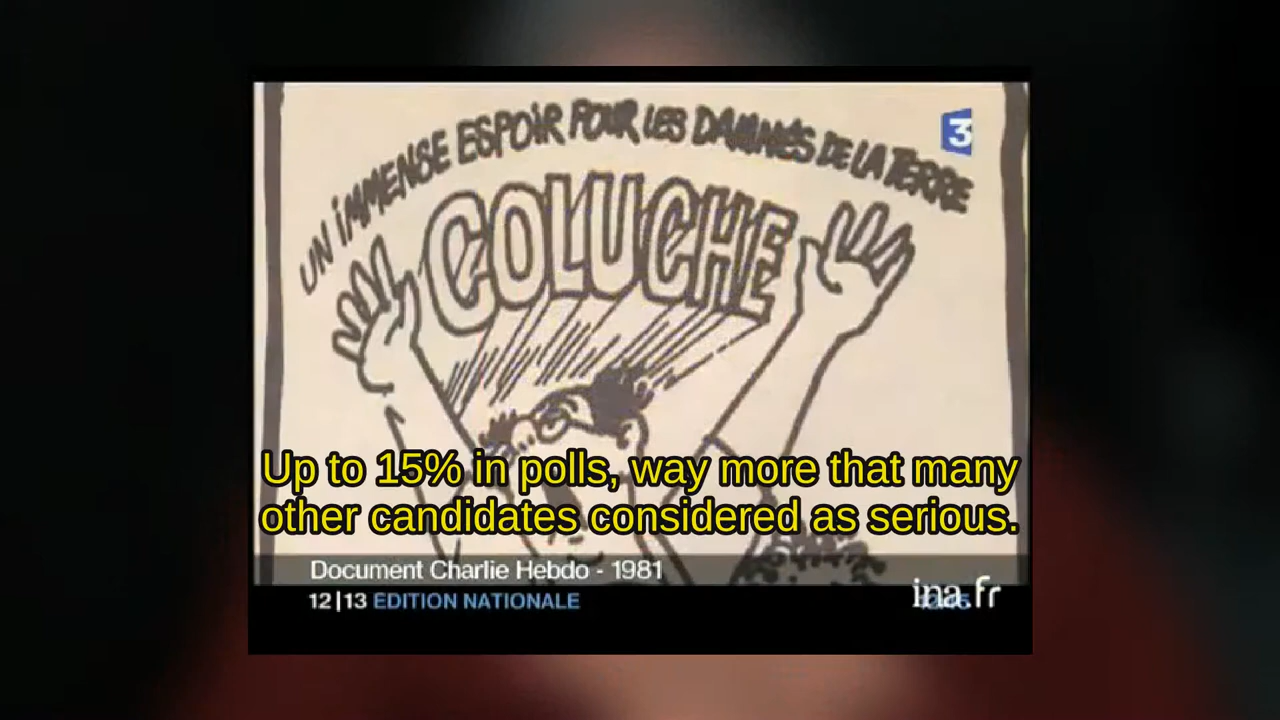 UN IMMENSE ESPOIR POUR LES DAMNÉS DE LA TERRE
3
COLUCHE
Up to 15% in polls, way more that many
other candidates considered as serious.
Document Charlie Hebdo - 1981
12|13 EDITION NATIONALE
ina.fr